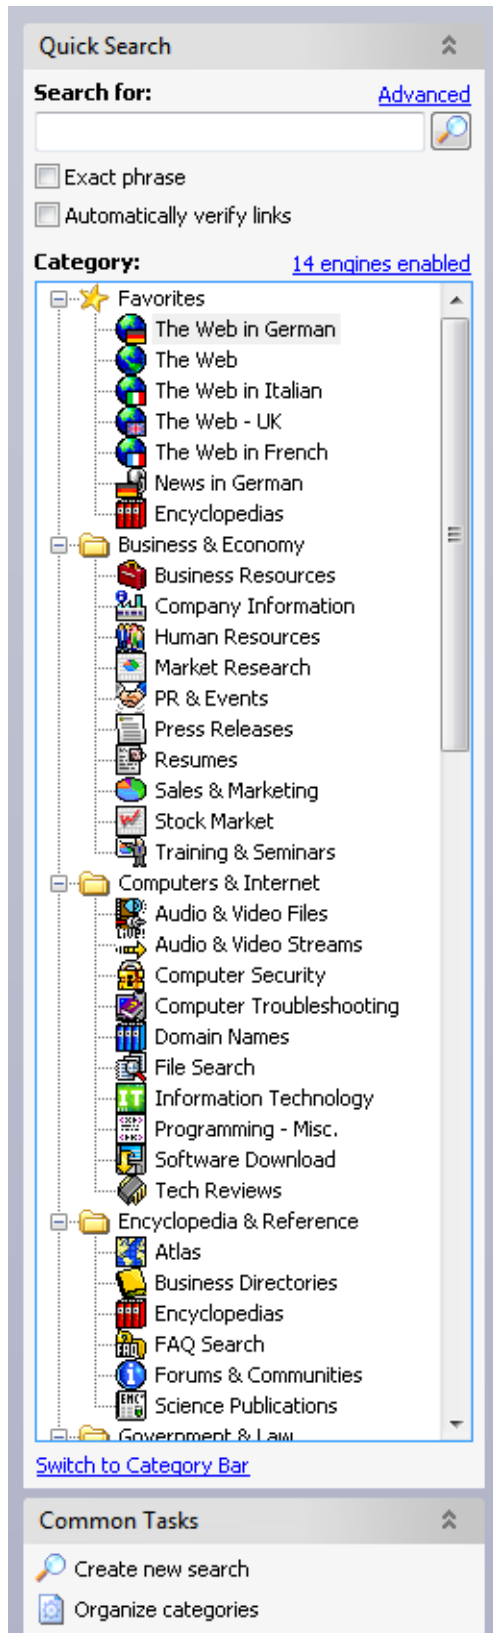 Quick Search
Search for: Advanced
Exact phrase
Automatically verify links
Category: 14 engines enabled
Favorites
The Web in German
The Web
The Web in Italian
The Web - UK
The Web in French
News in German
Encyclopedias
Business & Economy
Business Resources
Company Information
Human Resources
Market Research
PR & Events
Press Releases
Resumes
Sales & Marketing
Stock Market
Training & Seminars
Computers & Internet
Audio & Video Files
Audio & Video Streams
Computer Security
Computer Troubleshooting
Domain Names
File Search
IT Information Technology
Programming - Misc.
Software Download
Tech Reviews
Encyclopedia & Reference
Atlas
Business Directories
Encyclopedias
FAQ FAQ Search
Forums & Communities
Science Publications
Government & Law
Switch to Category Bar
Common Tasks
Create new search
Organize categories